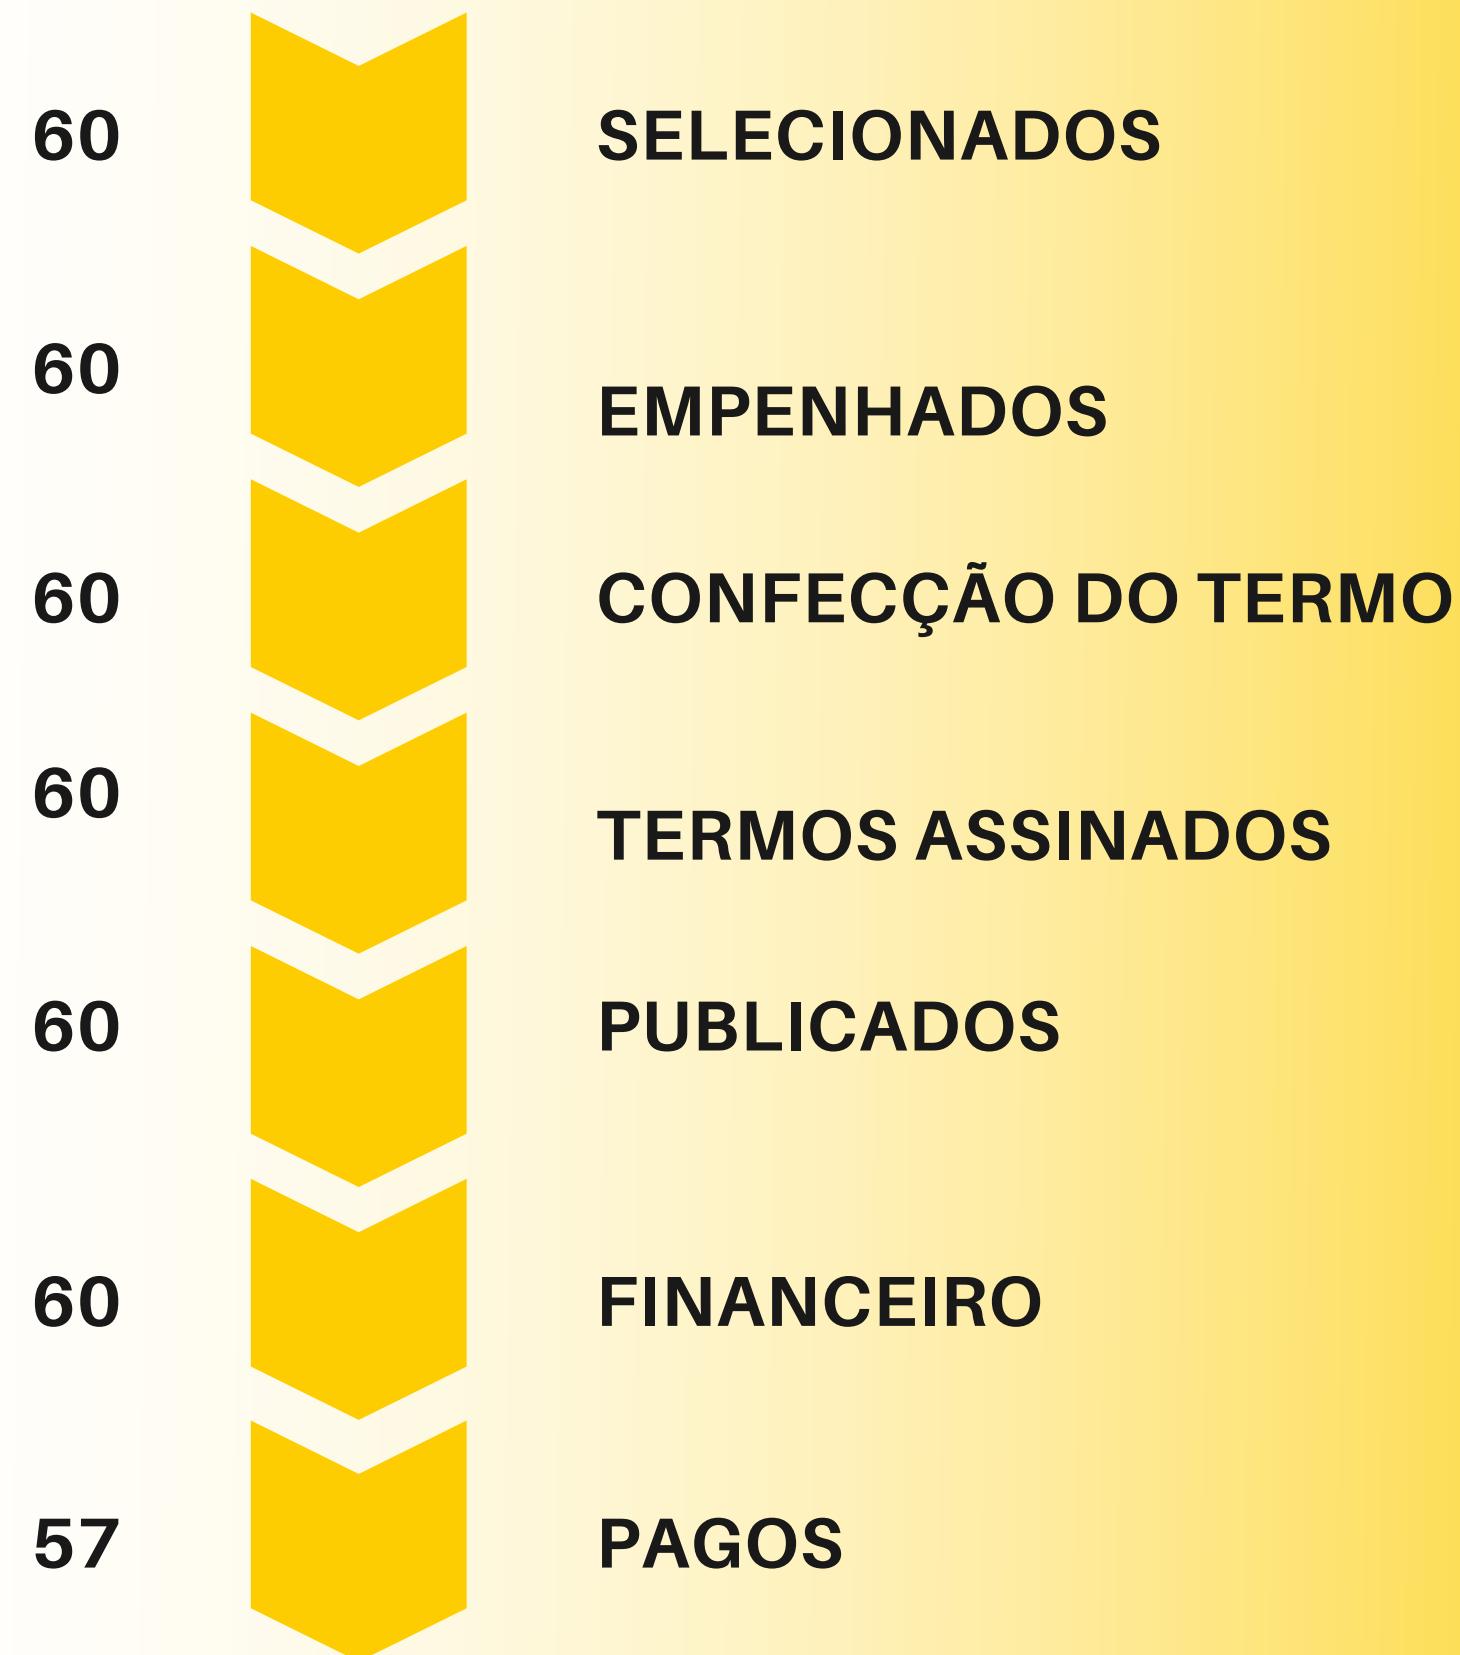 60 SELECIONADOS
60 EMPENHADOS
60 CONFECÇÃO DO TERMO
60 TERMOS ASSINADOS
60 PUBLICADOS
60 FINANCEIRO
57 PAGOS